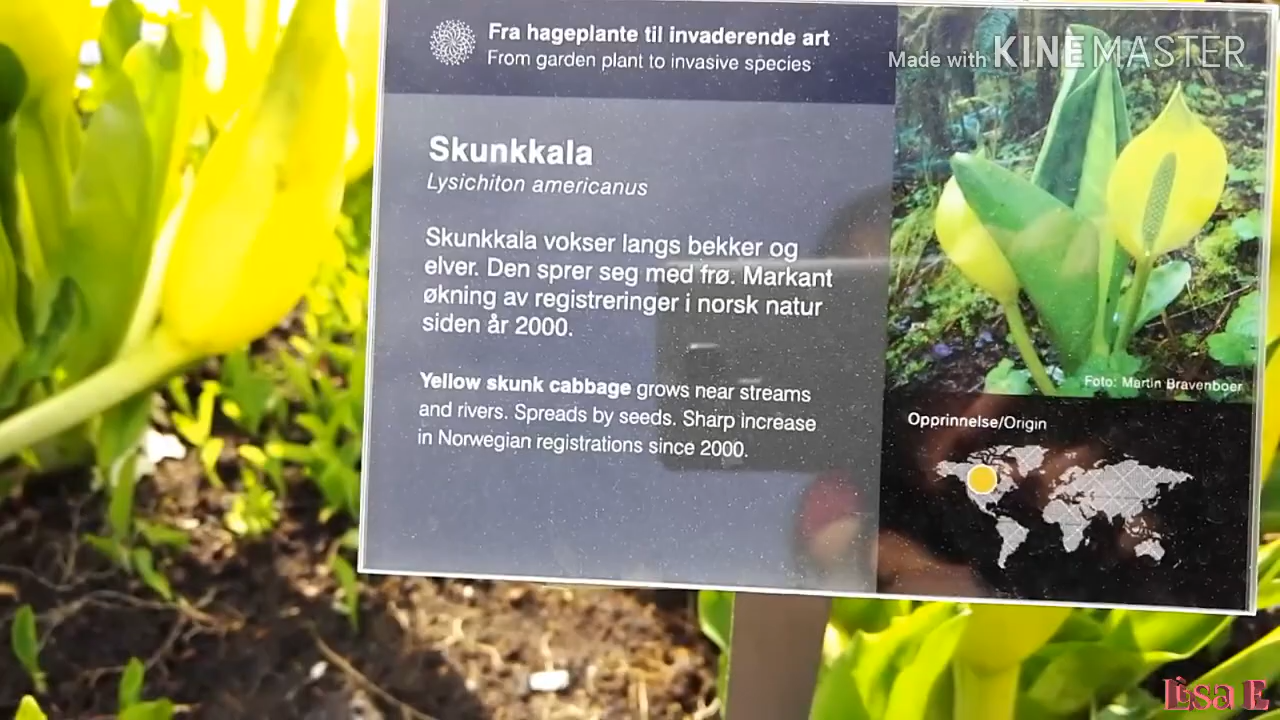 Fra hageplante til invaderende art
From garden plant to invasive species
Made with KINEMASTER
Skunkkala
Lysichiton americanus
Skunkkala vokser langs bekker og
elver. Den sprer seg med frø. Markant
økning av registreringer i norsk natur
siden år 2000.
Yellow skunk cabbage grows near streams
and rivers. Spreads by seeds. Sharp increase
in Norwegian registrations since 2000.
Foto: Martin Bravenboer
Opprinnelse/Origin
Lisa E